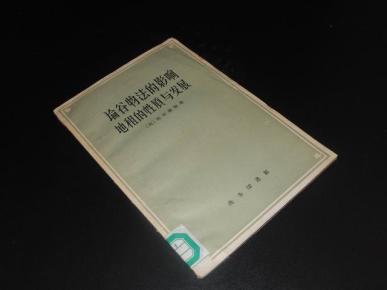 论谷物法的影响
地租的性质与发展
商务印书馆